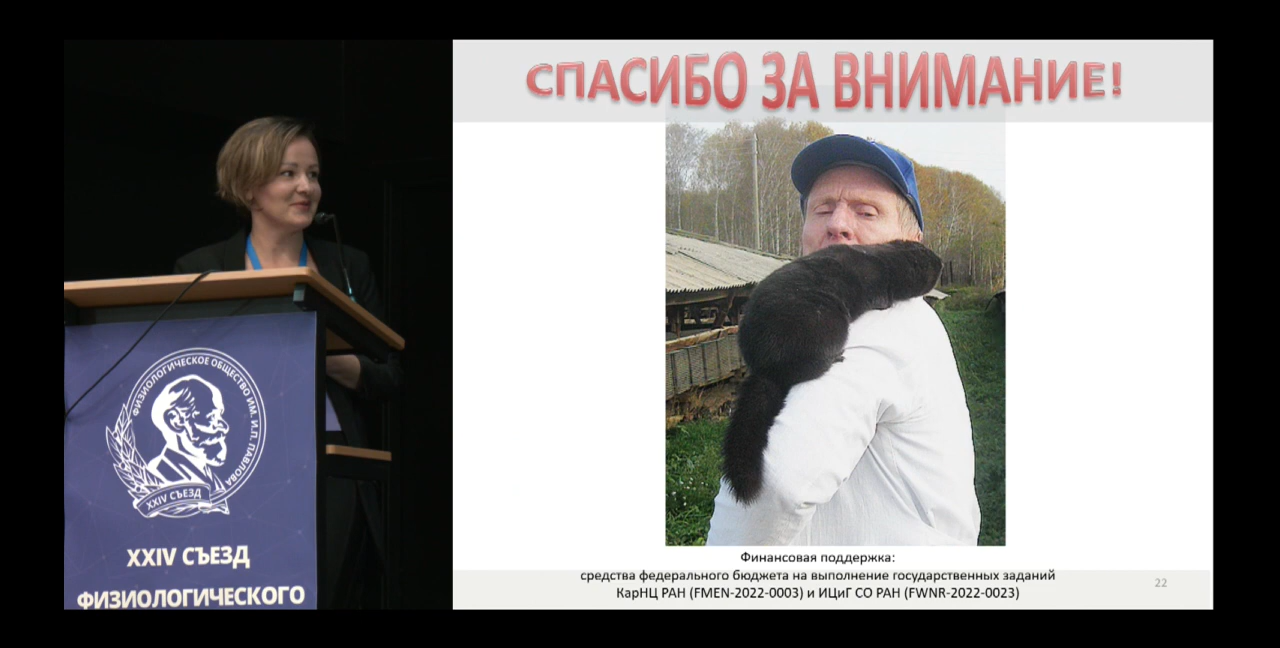 СПАСИБО ЗА ВНИМАНИЕ!
Финансовая поддержка:
средства федерального бюджета на выполнение государственных заданий
КарНЦ РАН (FMEN-2022-0003) и ИЦиГ СО РАН (FWNR-2022-0023)
22
ФИЗИОЛОГИЧЕСКОЕ ОБЩЕСТВО ИМ. И.П. ПАВЛОВА
XXIV СЪЕЗД
XXIV СЪЕЗД
ФИЗИОЛОГИЧЕСКОГО